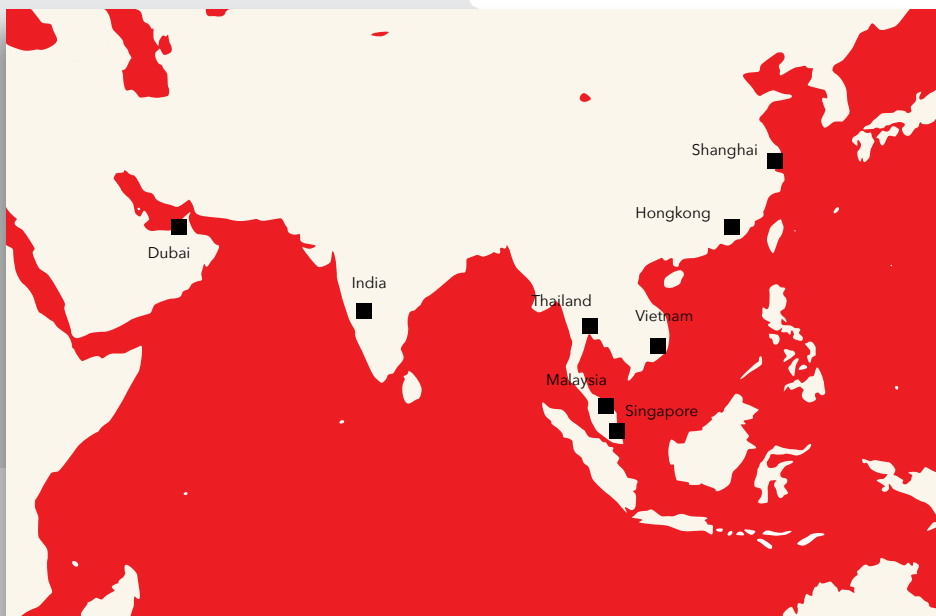 Shanghai
Hongkong
Dubai
India
Thailand
Vietnam
Malaysia
Singapore